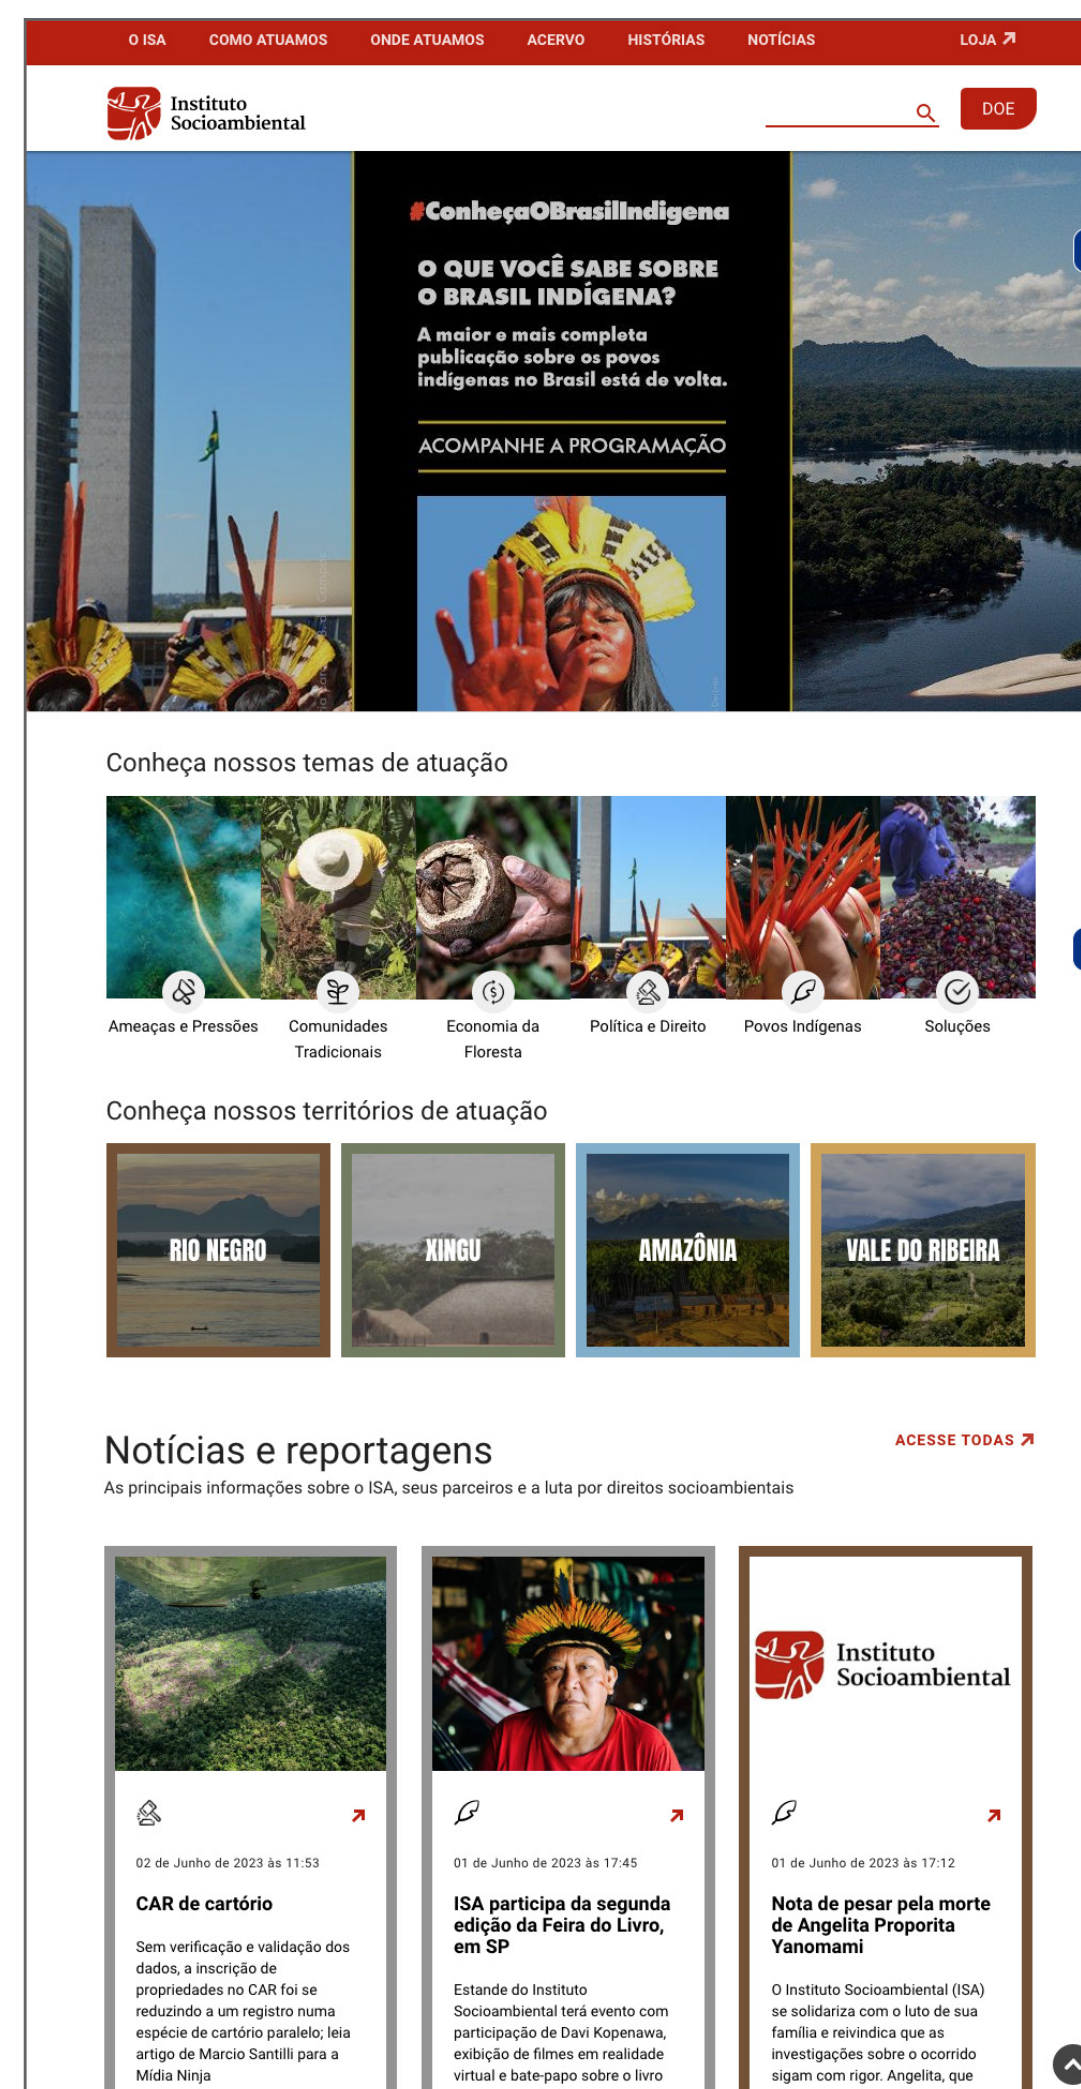 O ISA COMO ATUAMOS ONDE ATUAMOS ACERVO HISTÓRIAS NOTÍCIAS LOJA
Instituto
Socioambiental
DOE
#ConheçaOBrasilIndigena
O QUE VOCÊ SABE SOBRE
O BRASIL INDÍGENA?
A maior e mais completa
publicação sobre os povos
indígenas no Brasil está de volta.
ACOMPANHE A PROGRAMAÇÃO
Conheça nossos temas de atuação
Ameaças e Pressões
Comunidades
Tradicionais
Economia da
Floresta
Política e Direito
Povos Indígenas
Soluções
Conheça nossos territórios de atuação
RIO NEGRO
XINGU
AMAZÔNIA
VALE DO RIBEIRA
Notícias e reportagens
ACESSE TODAS
As principais informações sobre o ISA, seus parceiros e a luta por direitos socioambientais
02 de Junho de 2023 às 11:53
CAR de cartório
Sem verificação e validação dos
dados, a inscrição de
propriedades no CAR foi se
reduzindo a um registro numa
espécie de cartório paralelo; leia
artigo de Marcio Santilli para a
Mídia Ninja
01 de Junho de 2023 às 17:45
ISA participa da segunda
edição da Feira do Livro,
em SP
Estande do Instituto
Socioambiental terá evento com
participação de Davi Kopenawa,
exibição de filmes em realidade
virtual e bate-papo sobre o livro
Instituto
Socioambiental
01 de Junho de 2023 às 17:12
Nota de pesar pela morte
de Angelita Proporita
Yanomami
O Instituto Socioambiental (ISA)
se solidariza com o luto de sua
família e reivindica que as
investigações sobre o ocorrido
sigam com rigor. Angelita, que